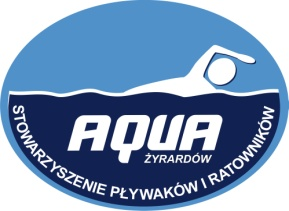 AQUA
ŻYRARDÓW
STOWARZYSZENIE PŁYWAKÓW I RATOWNIKÓW